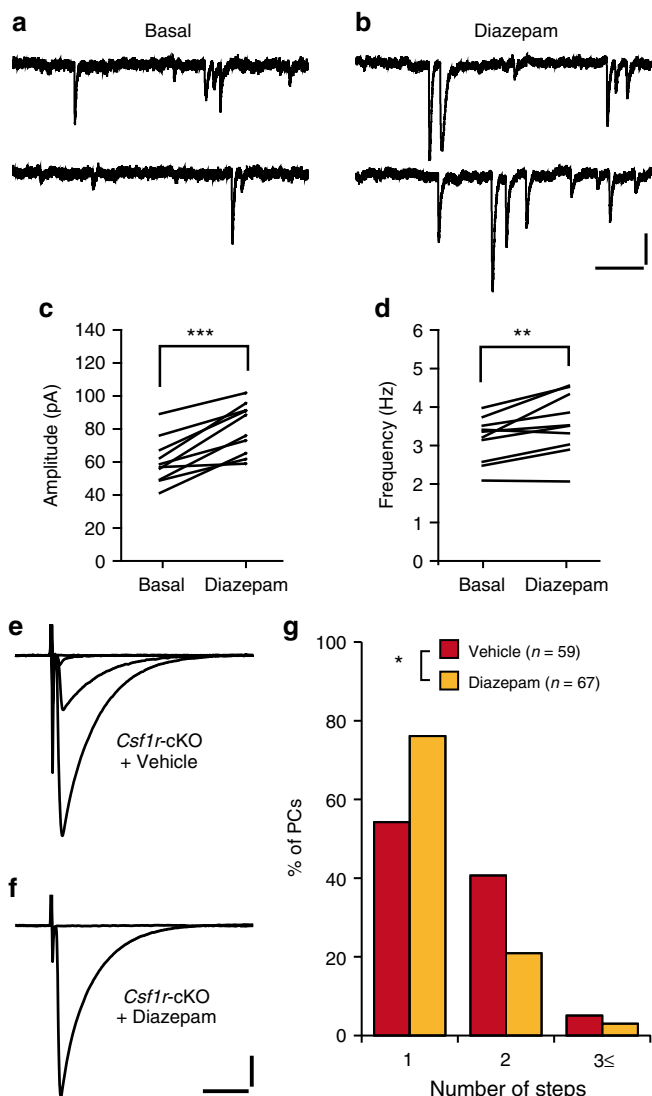 a
Basal
b
Diazepam
c
***
Amplitude (pA)
140
120
100
80
60
40
20
0
Basal
Diazepam
d
**
Frequency (Hz)
6
5
4
3
2
1
0
Basal
Diazepam
e
Csf1r-cKO
+ Vehicle
f
Csf1r-cKO
+ Diazepam
g
* Vehicle (n = 59)
Diazepam (n = 67)
% of PCs
100
80
60
40
20
0
1
2
3≤
Number of steps